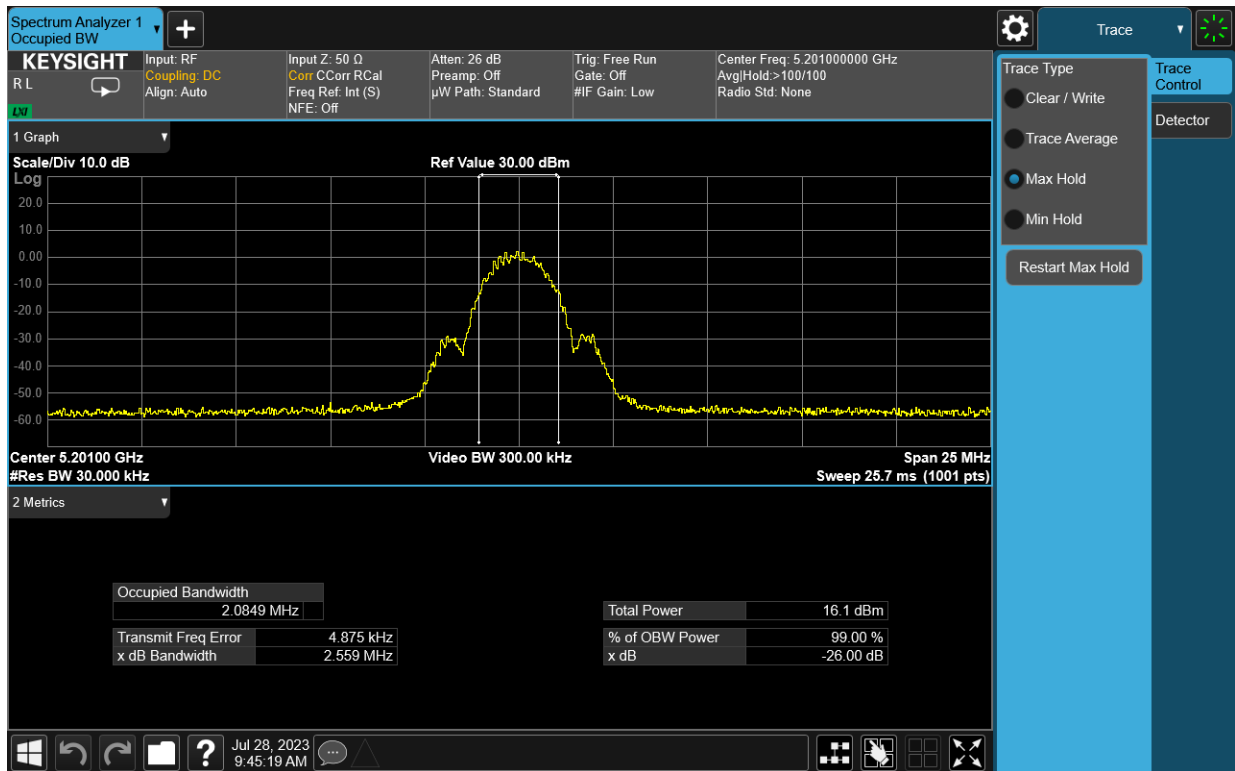 Spectrum Analyzer 1
Occupied BW
Trace
KEYSIGHT
R L
LXI
Input: RF
Coupling: DC
Align: Auto
Input Z: 50 Ω
Corr CCorr RCal
Freq Ref: Int (S)
NFE: Off
Atten: 26 dB
Preamp: Off
µW Path: Standard
Trig: Free Run
Gate: Off
#IF Gain: Low
Center Freq: 5.201000000 GHz
Avg|Hold:>100/100
Radio Std: None
Trace Type
Clear / Write
Trace Average
Max Hold
Min Hold
Restart Max Hold
Trace
Control
Detector
1 Graph
Scale/Div 10.0 dB
Ref Value 30.00 dBm
Log
20.0
10.0
0.00
-10.0
-20.0
-30.0
-40.0
-50.0
-60.0
Center 5.20100 GHz
Video BW 300.00 kHz
Span 25 MHz
#Res BW 30.000 kHz
Sweep 25.7 ms (1001 pts)
2 Metrics
Occupied Bandwidth
2.0849 MHz
Transmit Freq Error 4.875 kHz
x dB Bandwidth 2.559 MHz
Total Power 16.1 dBm
% of OBW Power 99.00 %
x dB -26.00 dB
?
Jul 28, 2023
9:45:19 AM